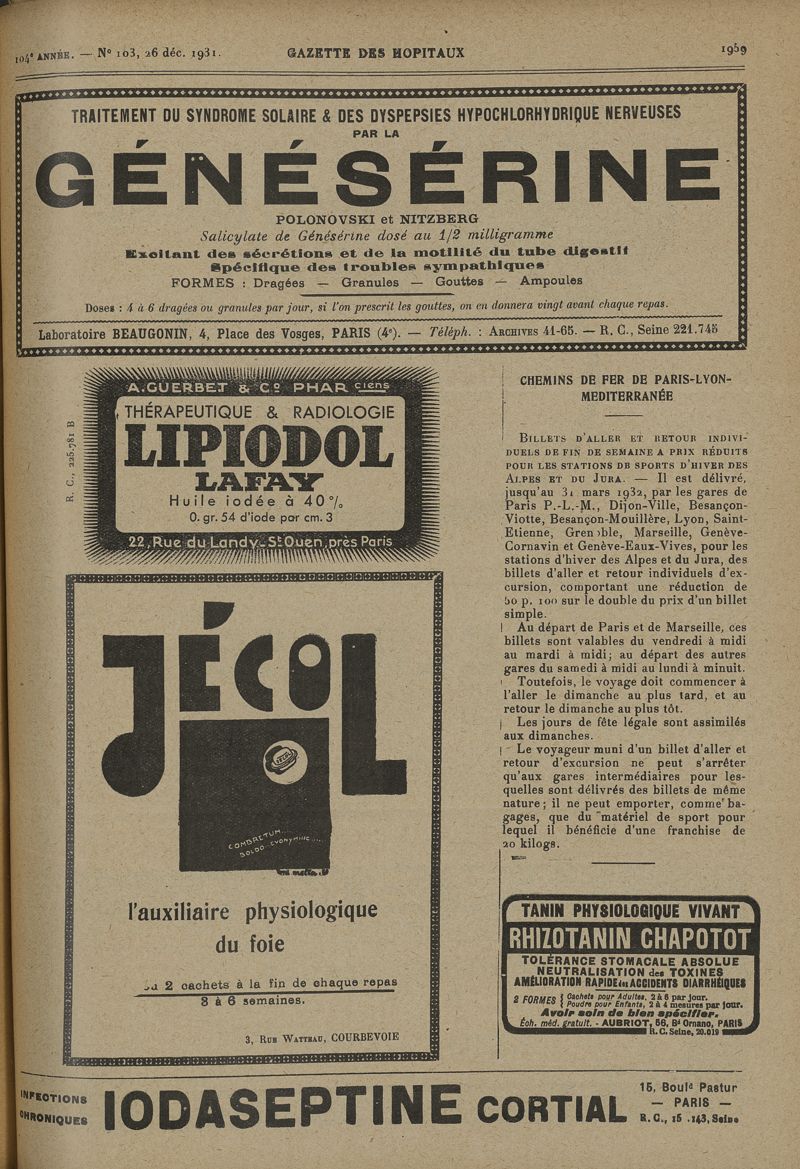 104e ANNÉE. — No 103, 26 déc. 1931.
GAZETTE DES HOPITAUX
1959
TRAITEMENT DU SYNDROME SOLAIRE & DES DYSPEPSIES HYPOCHLORHYDRIQUE NERVEUSES
PAR LA
GÉNÉSÉRINE
POLONOVSKI et NITZBERG
Salicylate de Génésérine dosé au 1/2 milligramme
Excitant des sécrétions et de la motilité du tube digestif
Spécifique des troubles sympathiques
FORMES : Dragées — Granules — Gouttes — Ampoules
Doses : 4 à 6 dragées ou granules par jour, si l'on prescrit les gouttes, on en donnera vingt avant chaque repas.
Laboratoire BEAUGONIN, 4, Place des Vosges, PARIS (4e). — Téléph. : ARCHIVES 41-65. — R. C., Seine 221.745
R. C., 225.781 B
A. GUERBET & Co PHARciens
THÉRAPEUTIQUE & RADIOLOGIE
LIPIODOL
LAFAY
Huile iodée à 40 %
0. gr. 54 d'iode par cm. 3
22, Rue du Landy_St Ouen, près Paris
JÉCOL
JÉCOL
COMBRETUM....
BOLDO EVONYMINE....
l'auxiliaire physiologique
du foie
2 cachets à la fin de chaque repas
3 à 6 semaines.
3, RUE WATTEAU, COURBEVOIE
CHEMINS DE FER DE PARIS-LYON-
MEDITERRANÉE
BILLETS D'ALLER ET RETOUR INDIVI-
DUELS DE FIN DE SEMAINE A PRIX RÉDUITS
POUR LES STATIONS DE SPORTS D'HIVER DES
ALPES ET DU JURA. — Il est délivré,
jusqu'au 31 mars 1932, par les gares de
Paris P.-L.-M., Dijon-Ville, Besançon-
Viotte, Besançon-Mouillère, Lyon, Saint-
Etienne, Grenoble, Marseille, Genève-
Cornavin et Genève-Eaux-Vives, pour les
stations d'hiver des Alpes et du Jura, des
billets d'aller et retour individuels d'ex-
cursion, comportant une réduction de
50 p. 100 sur le double du prix d'un billet
simple.
Au départ de Paris et de Marseille, ces
billets sont valables du vendredi à midi
au mardi à midi; au départ des autres
gares du samedi à midi au lundi à minuit.
Toutefois, le voyage doit commencer à
l'aller le dimanche au plus tard, et au
retour le dimanche au plus tôt.
Les jours de fête légale sont assimilés
aux dimanches.
Le voyageur muni d'un billet d'aller et
retour d'excursion ne peut s'arrêter
qu'aux gares intermédiaires pour les-
quelles sont délivrés des billets de même
nature; il ne peut emporter, comme ba-
gages, que du matériel de sport pour
lequel il bénéficie d'une franchise de
20 kilogs.
TANIN PHYSIOLOGIQUE VIVANT
RHIZOTANIN CHAPOTOT
TOLÉRANCE STOMACALE ABSOLUE
NEUTRALISATION des TOXINES
AMÉLIORATION RAPIDE des ACCIDENTS DIARRHÉIQUES
2 FORMES { Cachets pour Adultes, 2 à 6 par jour.
Poudre pour Enfants, 2 à 4 mesures par jour.
Avoir soin de bien spécifier.
Éch. méd. gratuit. - AUBRIOT, 56, Bd Ornano, PARIS
R. C. Seine, 20.019
INFECTIONS
CHRONIQUES
IODASEPTINE CORTIAL
15, Bould Pastur
— PARIS —
R. C., 15 .143, Seine